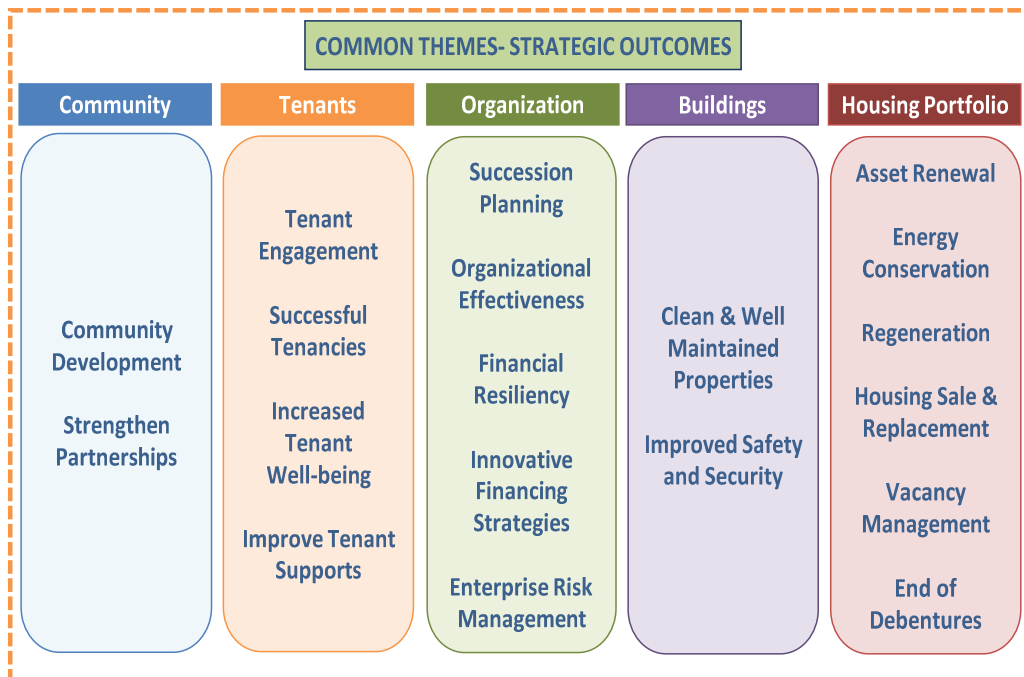 COMMON THEMES- STRATEGIC OUTCOMES
Community
Community
Development
Strengthen
Partnerships
Tenants
Tenant
Engagement
Successful
Tenancies
Increased
Tenant
Well-being
Improve Tenant
Supports
Organization
Succession
Planning
Organizational
Effectiveness
Financial
Resiliency
Innovative
Financing
Strategies
Enterprise Risk
Management
Buildings
Clean & Well
Maintained
Properties
Improved Safety
and Security
Housing Portfolio
Asset Renewal
Energy
Conservation
Regeneration
Housing Sale &
Replacement
Vacancy
Management
End of
Debentures